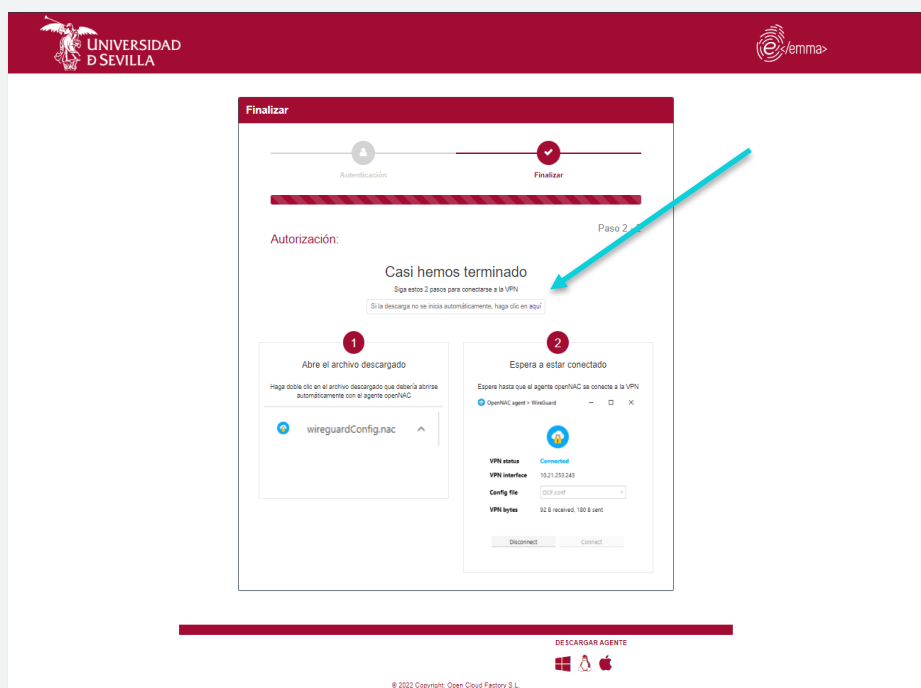 UNIVERSIDAD
Ð SEVILLA
e</emma>
Finalizar
Autenticación
Finalizar
Paso 2
Autorización:
Casi hemos terminado
Siga estos 2 pasos para conectarse a la VPN
Si la descarga no se inicia automáticamente, haga clic en aquí
1
Abre el archivo descargado
Haga doble clic en el archivo descargado que debería abrirse
automáticamente con el agente openNAC
wireguardConfig.nac
2
Espera a estar conectado
Espere hasta que el agente openNAC se conecte a la VPN
OpenNAC agent > WireGuard
VPN status Connected
VPN interface 10.21.253.243
Config file OCF.conf
VPN bytes 92 B received, 180 B sent
Disconnect Connect
DESCARGAR AGENTE
© 2022 Copyright: Open Cloud Factory S.L.